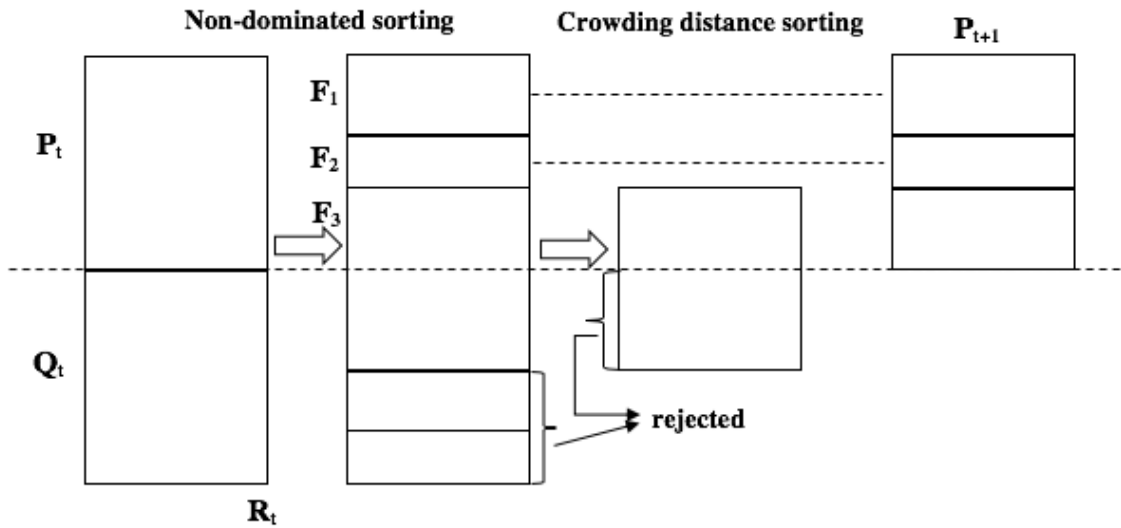 Non-dominated sorting
Crowding distance sorting
Pt+1
F1
Pt
F2
F3
Qt
rejected
Rt